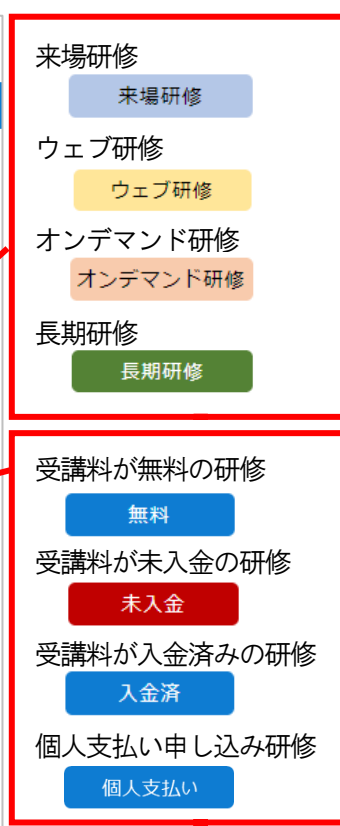 来場研修
来場研修
ウェブ研修
ウェブ研修
オンデマンド研修
オンデマンド研修
長期研修
長期研修
受講料が無料の研修
無料
受講料が未入金の研修
未入金
受講料が入金済みの研修
入金済
個人支払い申し込み研修
個人支払い